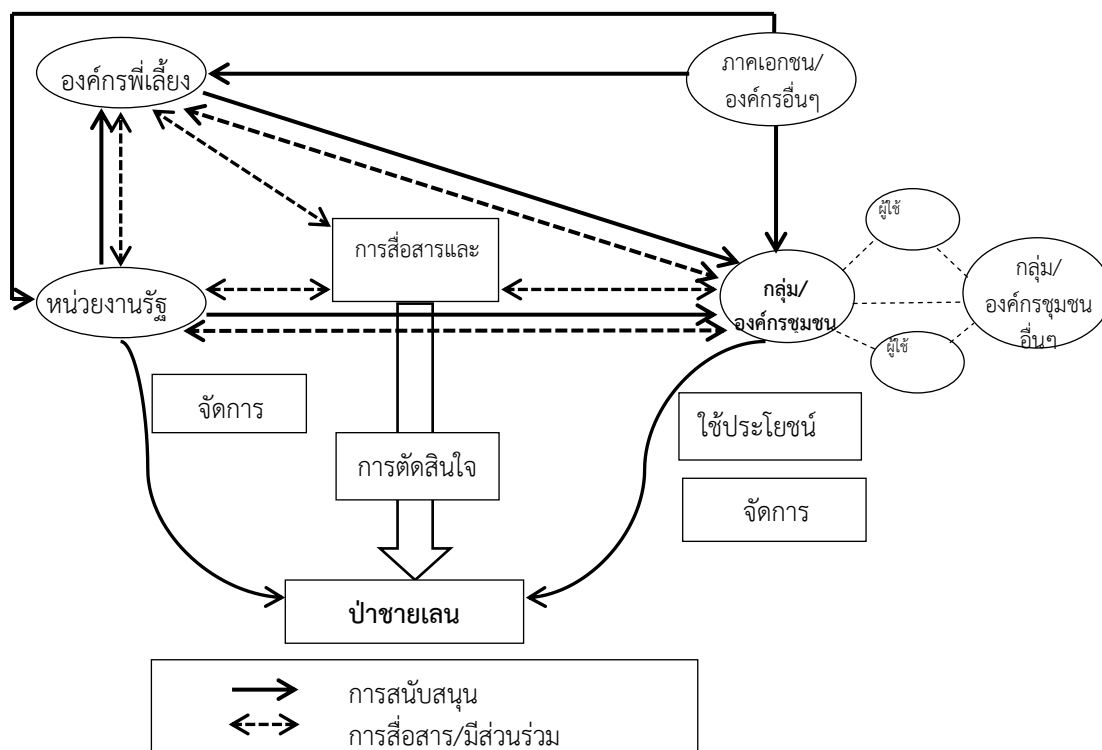 องค์กรพี่เลี้ยง
ภาคเอกชน/
องค์กรอื่นๆ
ผู้ใช้
การสื่อสารและ
หน่วยงานรัฐ
กลุ่ม/
องค์กรชุมชน
กลุ่ม/
องค์กรชุมชน
อื่นๆ
ผู้ใช้
จัดการ
ใช้ประโยชน์
การตัดสินใจ
จัดการ
ป่าชายเลน
การสนับสนุน
การสื่อสาร/มีส่วนร่วม